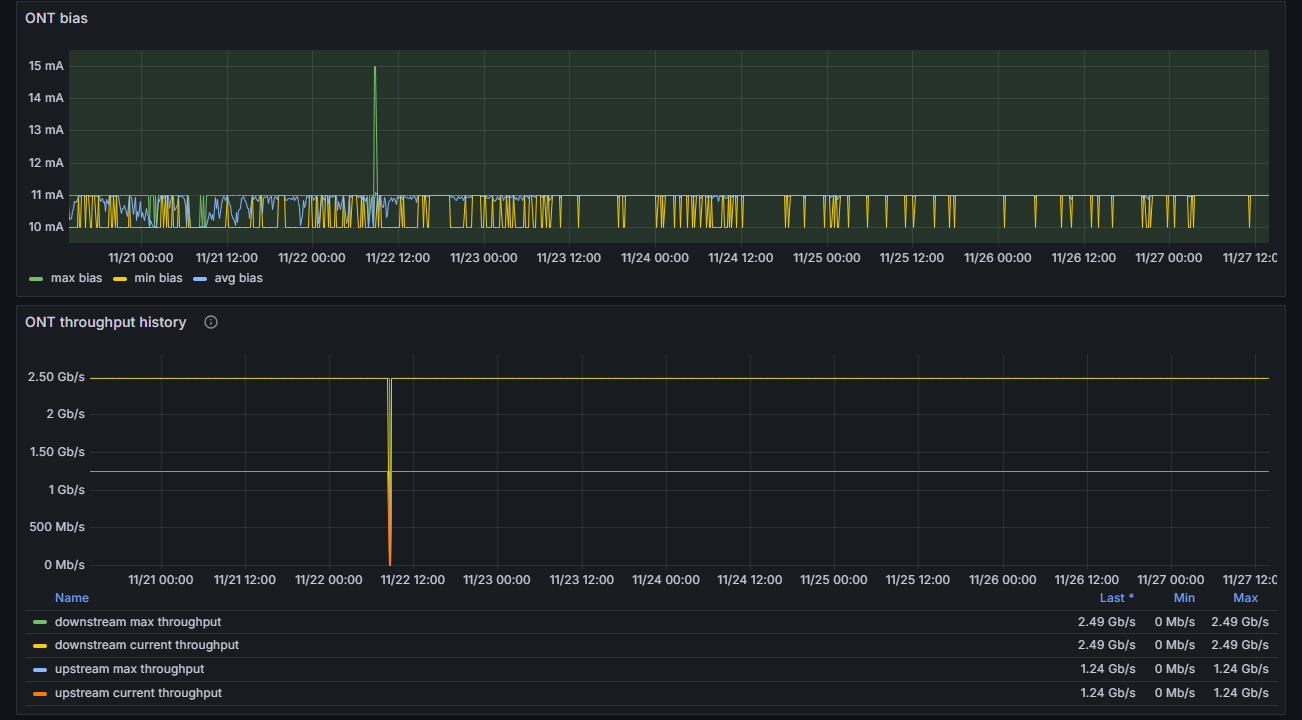 ONT bias
15 mA
14 mA
13 mA
12 mA
11 mA
10 mA
11/21 00:00 11/21 12:00 11/22 00:00 11/22 12:00 11/23 00:00 11/23 12:00 11/24 00:00 11/24 12:00 11/25 00:00 11/25 12:00 11/26 00:00 11/26 12:00 11/27 00:00 11/27 12:0
max bias min bias avg bias
ONT throughput history
2.50 Gb/s
2 Gb/s
1.50 Gb/s
1 Gb/s
500 Mb/s
0 Mb/s
11/21 00:00 11/21 12:00 11/22 00:00 11/22 12:00 11/23 00:00 11/23 12:00 11/24 00:00 11/24 12:00 11/25 00:00 11/25 12:00 11/26 00:00 11/26 12:00 11/27 00:00 11/27 12:0
Name Last * Min Max
downstream max throughput 2.49 Gb/s 0 Mb/s 2.49 Gb/s
downstream current throughput 2.49 Gb/s 0 Mb/s 2.49 Gb/s
upstream max throughput 1.24 Gb/s 0 Mb/s 1.24 Gb/s
upstream current throughput 1.24 Gb/s 0 Mb/s 1.24 Gb/s